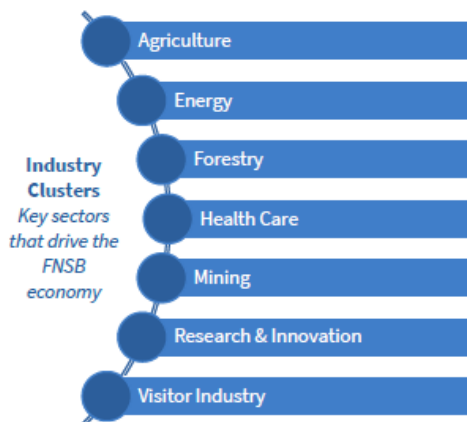 Agriculture
Energy
Forestry
Industry
Clusters
Key sectors
that drive the
FNSB
economy
Health Care
Mining
Research & Innovation
Visitor Industry